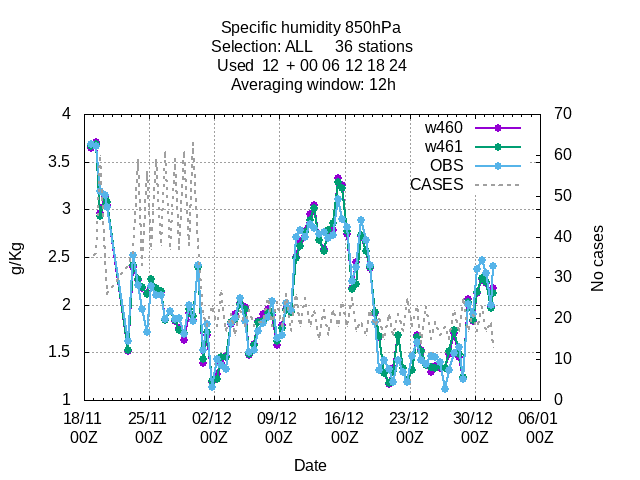 Specific humidity 850hPa
Selection: ALL 36 stations
Used 12 + 00 06 12 18 24
Averaging window: 12h
4
3.5
3
2.5
2
1.5
1
70
60
50
40
30
20
10
0
w460
w461
OBS
CASES
g/Kg
No cases
18/11 25/11 02/12 09/12 16/12 23/12 30/12 06/01
00Z 00Z 00Z 00Z 00Z 00Z 00Z 00Z
Date